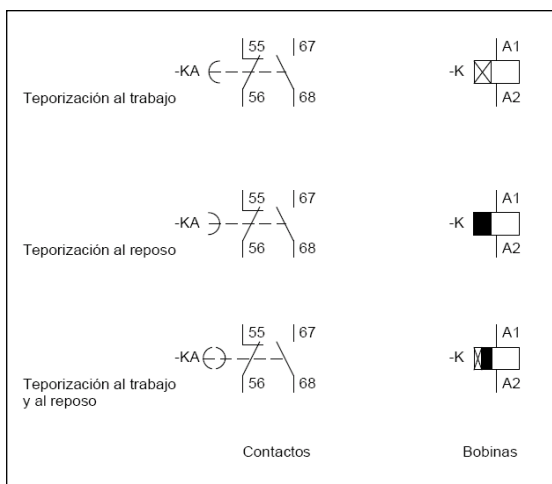 55 67 A1
-KA -K
Teporización al trabajo 56 68 A2
55 67 A1
-KA -K
Teporización al reposo 56 68 A2
55 67 A1
-KA -K
Teporización al trabajo 56 68 A2
y al reposo
Contactos Bobinas